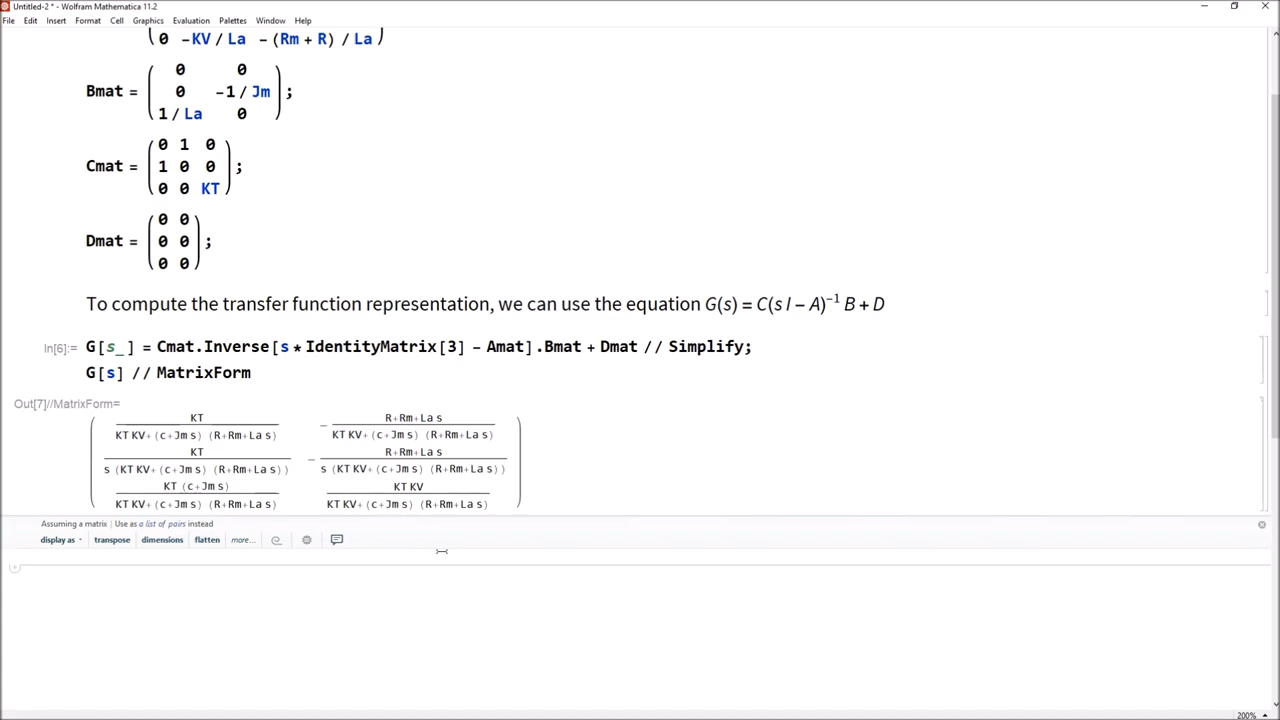 Untitled-2 * - Wolfram Mathematica 11.2
File Edit Insert Format Cell Graphics Evaluation Palettes Window Help
0 -KV / La - (Rm + R) / La
Bmat = ( 0 0
0 -1 / Jm
1 / La 0 ) ;
Cmat = ( 0 1 0
1 0 0
0 0 KT ) ;
Dmat = ( 0 0
0 0
0 0 ) ;
To compute the transfer function representation, we can use the equation G(s) = C(s I – A)⁻¹ B + D
In[6]:= G[s_] = Cmat.Inverse[s * IdentityMatrix[3] - Amat].Bmat + Dmat // Simplify;
G[s] // MatrixForm
Out[7]//MatrixForm=
KT / KT KV+(c+Jm s) (R+Rm+La s) - R+Rm+La s / KT KV+(c+Jm s) (R+Rm+La s)
KT / s (KT KV+(c+Jm s) (R+Rm+La s)) - R+Rm+La s / s (KT KV+(c+Jm s) (R+Rm+La s))
KT (c+Jm s) / KT KV+(c+Jm s) (R+Rm+La s) KT KV / KT KV+(c+Jm s) (R+Rm+La s)
Assuming a matrix | Use as a list of pairs instead
display as transpose dimensions flatten more...
200%